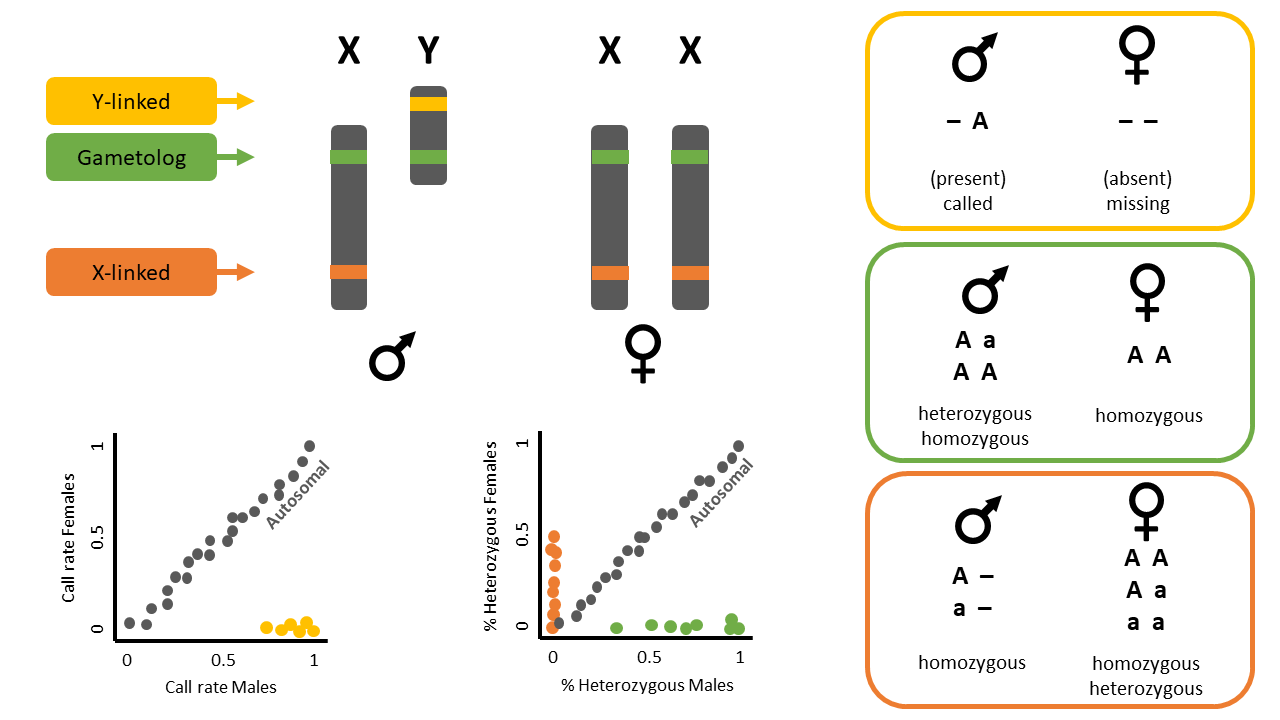 X Y X X
Y-linked
Gametolog
X-linked
– A – –
(present) (absent)
called missing
A a
A A
A A
heterozygous
homozygous
homozygous
A –
a –
A A
A a
a a
homozygous
homozygous
heterozygous
Call rate Females
1
0.5
0
Autosomal
0 0.5 1
Call rate Males
% Heterozygous Females
1
0.5
0
Autosomal
0 0.5 1
% Heterozygous Males